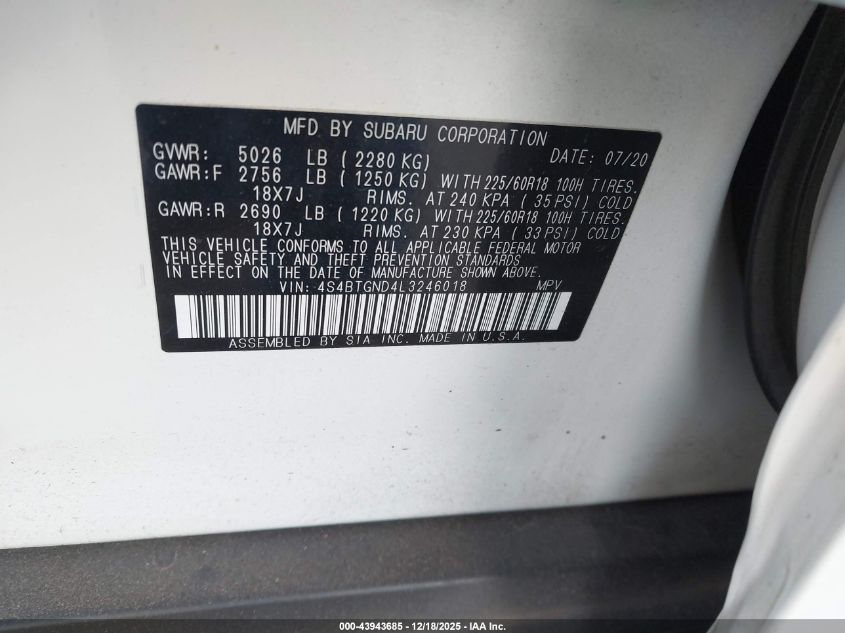 MFD BY SUBARU CORPORATION
GVWR: 5026 LB (2280 KG) DATE: 07/20
GAWR:F 2756 LB (1250 KG) WITH 225/60R18 100H TIRES.
18X7J RIMS. AT 240 KPA (35 PSI) COLD
GAWR:R 2690 LB (1220 KG) WITH 225/60R18 100H TIRES.
18X7J RIMS. AT 230 KPA (33 PSI) COLD.
THIS VEHICLE CONFORMS TO ALL APPLICABLE FEDERAL MOTOR
VEHICLE SAFETY AND THEFT PREVENTION STANDARDS
IN EFFECT ON THE DATE OF MANUFACTURE SHOWN ABOVE.
VIN: 4S4BTGND4L3246018 MPV
ASSEMBLED BY SIA INC. MADE IN U.S.A.
000-43943685 - 12/18/2025 - IAA Inc.